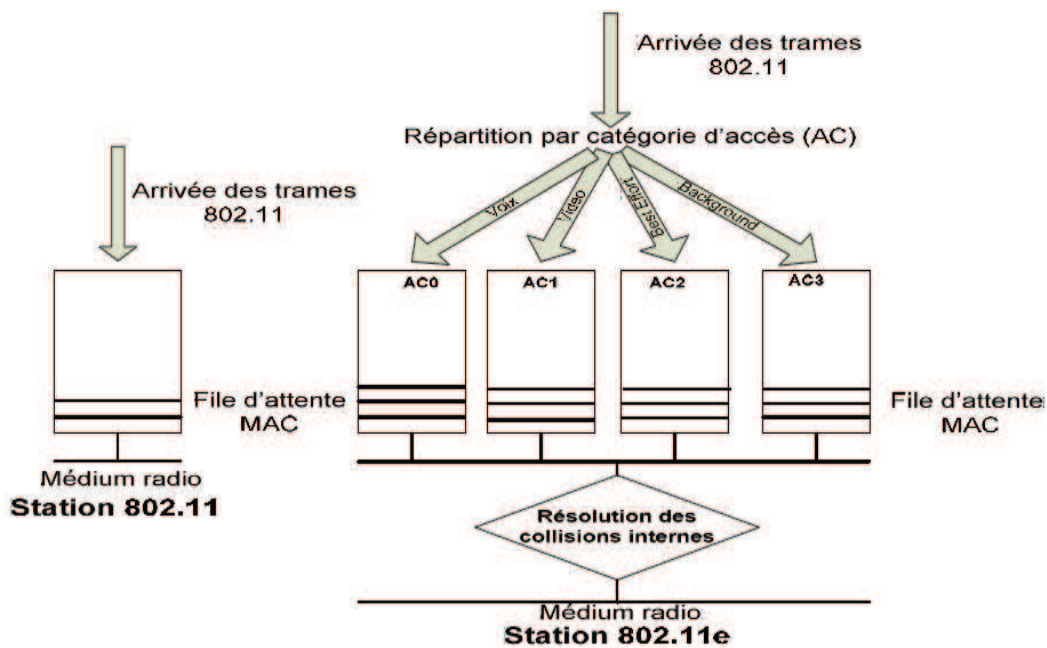 Arrivée des trames
802.11
Répartition par catégorie d'accès (AC)
Voix
Video
Best Effort
Background
Arrivée des trames
802.11
AC0
AC1
AC2
AC3
File d'attente
MAC
File d'attente
MAC
Médium radio
Station 802.11
Résolution des
collisions internes
Médium radio
Station 802.11e